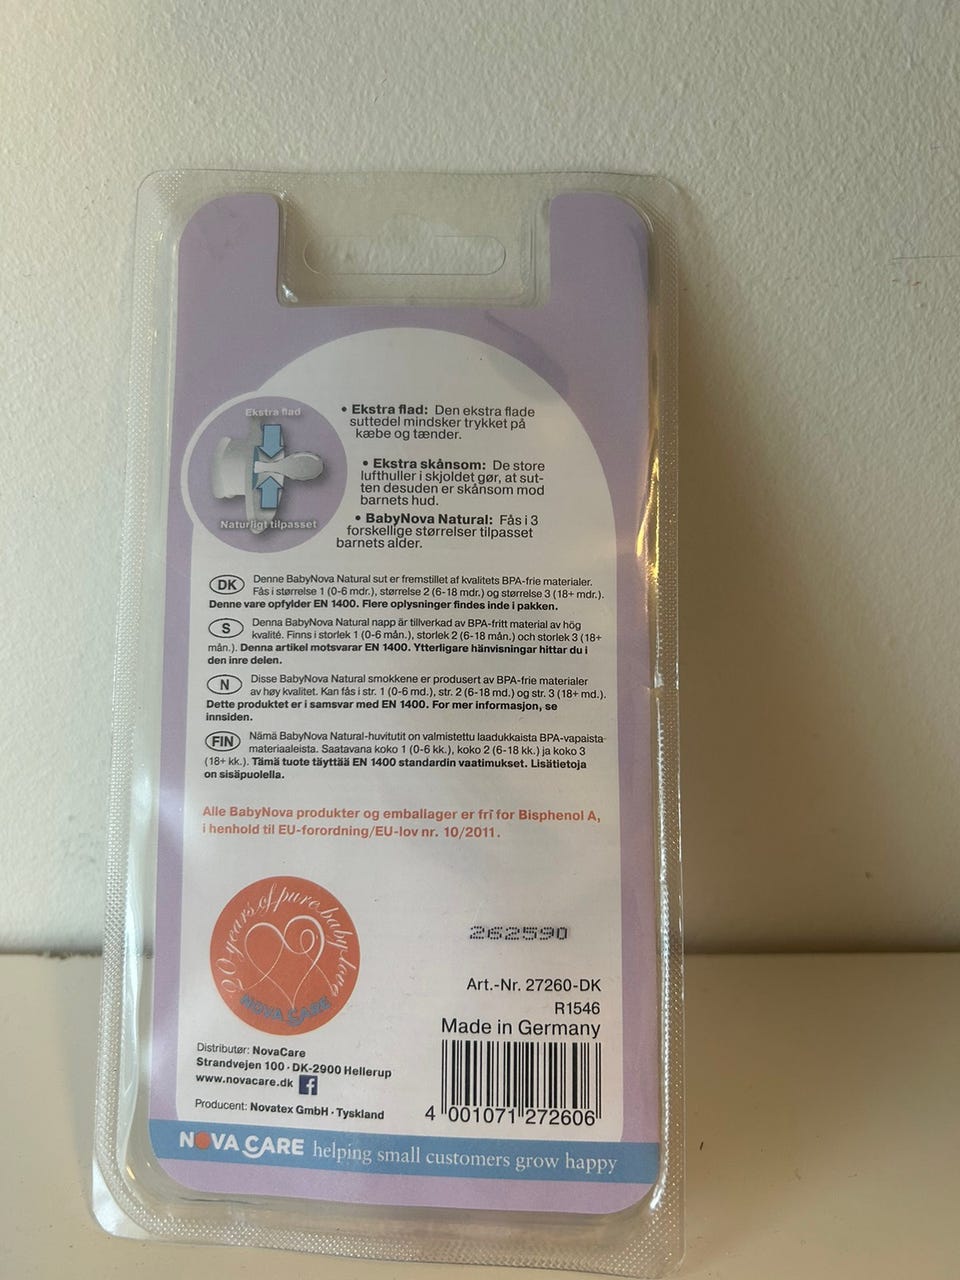 Ekstra flad
Naturligt tilpasset
• Ekstra flad: Den ekstra flade
suttedel mindsker trykket på
kæbe og tænder.
• Ekstra skånsom: De store
lufthuller i skjoldet gør, at sut-
ten desuden er skånsom mod
barnets hud.
• BabyNova Natural: Fås i 3
forskellige størrelser tilpasset
barnets alder.
DK Denne BabyNova Natural sut er fremstillet af kvalitets BPA-frie materialer.
Fås i størrelse 1 (0-6 mdr.), størrelse 2 (6-18 mdr.) og størrelse 3 (18+ mdr.).
Denne vare opfylder EN 1400. Flere oplysninger findes inde i pakken.
S Denna BabyNova Natural napp är tillverkad av BPA-fritt material av hög
kvalité. Finns i storlek 1 (0-6 mån.), storlek 2 (6-18 mån.) och storlek 3 (18+
mån.). Denna artikel motsvarar EN 1400. Ytterligare hänvisningar hittar du i
den inre delen.
N Disse BabyNova Natural smokkene er produsert av BPA-frie materialer
av høy kvalitet. Kan fås i str. 1 (0-6 md.), str. 2 (6-18 md.) og str. 3 (18+ md.).
Dette produktet er i samsvar med EN 1400. For mer informasjon, se
innsiden.
FIN Nämä BabyNova Natural-huvitutit on valmistettu laadukkaista BPA-vapaista
materiaaleista. Saatavana koko 1 (0-6 kk.), koko 2 (6-18 kk.) ja koko 3
(18+ kk.). Tämä tuote täyttää EN 1400 standardin vaatimukset. Lisätietoja
on sisäpuolella.
Alle BabyNova produkter og emballager er fri for Bisphenol A,
i henhold til EU-forordning/EU-lov nr. 10/2011.
20 years of pure baby-love
NOVA CARE
262590
Art.-Nr. 27260-DK
R1546
Made in Germany
Distributør: NovaCare
Strandvejen 100 · DK-2900 Hellerup
www.novacare.dk f
Producent: Novatex GmbH · Tyskland
4 001071 272606
NOVA CARE helping small customers grow happy